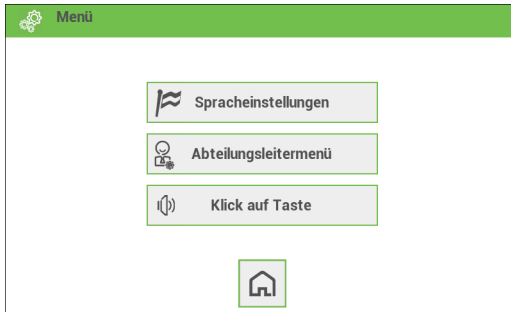 Menü
Spracheinstellungen
Abteilungsleitermenü
Klick auf Taste